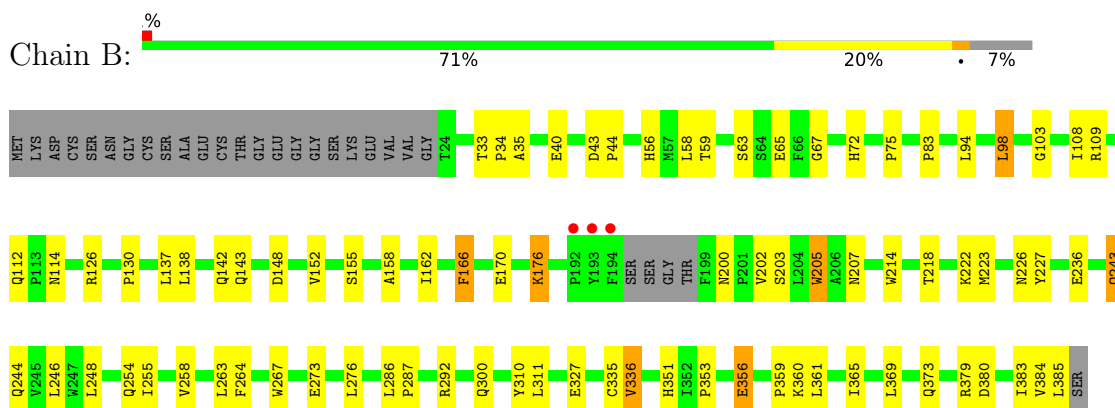 1%
Chain B:
71% 20% • 7%
MET LYS ASP CYS SER ASN GLY CYS SER ALA GLU CYS THR GLY GLU GLY GLY SER LYS GLU VAL VAL GLY T24 T33 P34 A35 E40 D43 P44 H56 M57 L58 T59 S63 S64 E65 F66 G67 H72 P75 P83 L94 L98 G103 I108 R109
Q112 P113 N114 R126 P130 L137 L138 Q142 Q143 D148 V152 S155 A158 I162 F166 E170 K176 P192 Y193 F194 SER SER GLY THR F199 N200 P201 V202 S203 L204 W205 A206 N207 W214 T218 K222 M223 N226 Y227 E236
Q244 V245 L246 W247 L248 Q254 I255 V258 L263 F264 W267 E273 L276 L286 P287 R292 Q300 Y310 L311 E327 C335 V336 H351 I352 P353 E356 P359 K360 L361 I365 L369 Q373 R379 D380 I383 V384 L385 SER